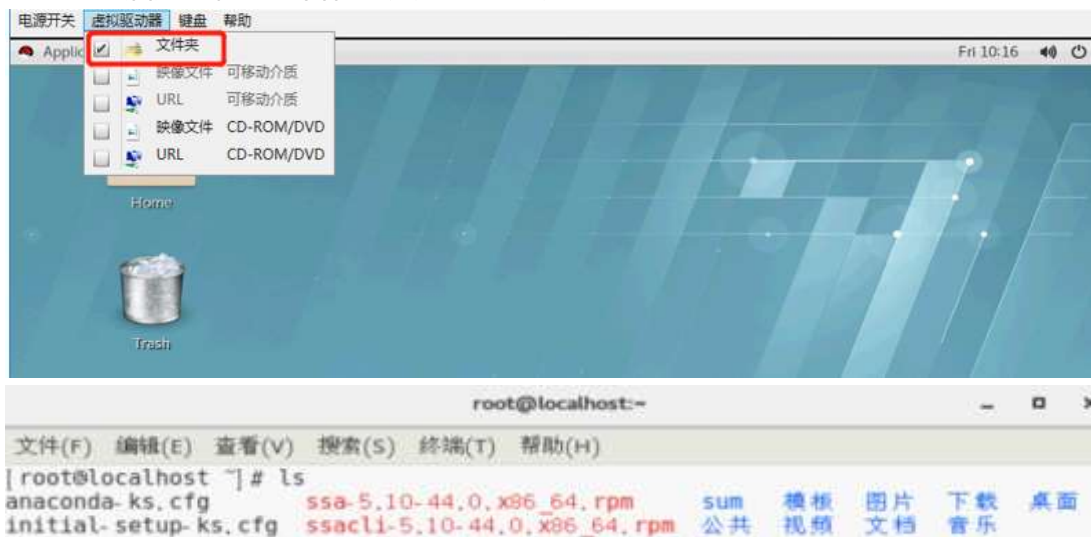 电源开关 虚拟驱动器 键盘 帮助
Applic Fri 10:16
文件夹
映像文件 可移动介质
URL 可移动介质
映像文件 CD-ROM/DVD
URL CD-ROM/DVD
Home
Trash
root@localhost:~
文件(F) 编辑(E) 查看(V) 搜索(S) 终端(T) 帮助(H)
[root@localhost ~]# ls
anaconda-ks.cfg ssa-5.10-44.0.x86_64.rpm sum 模板 图片 下载 桌面
initial-setup-ks.cfg ssacli-5.10-44.0.x86_64.rpm 公共 视频 文档 音乐